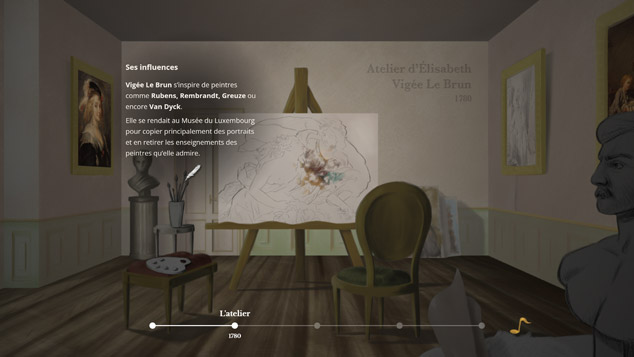 Ses influences
Vigée Le Brun s'inspire de peintres
comme Rubens, Rembrandt, Greuze ou
encore Van Dyck.
Elle se rendait au Musée du Luxembourg
pour copier principalement des portraits
et en retirer les enseignements des
peintres qu'elle admire.
Atelier d'Élisabeth
Vigée Le Brun
1780
L'atelier
1780